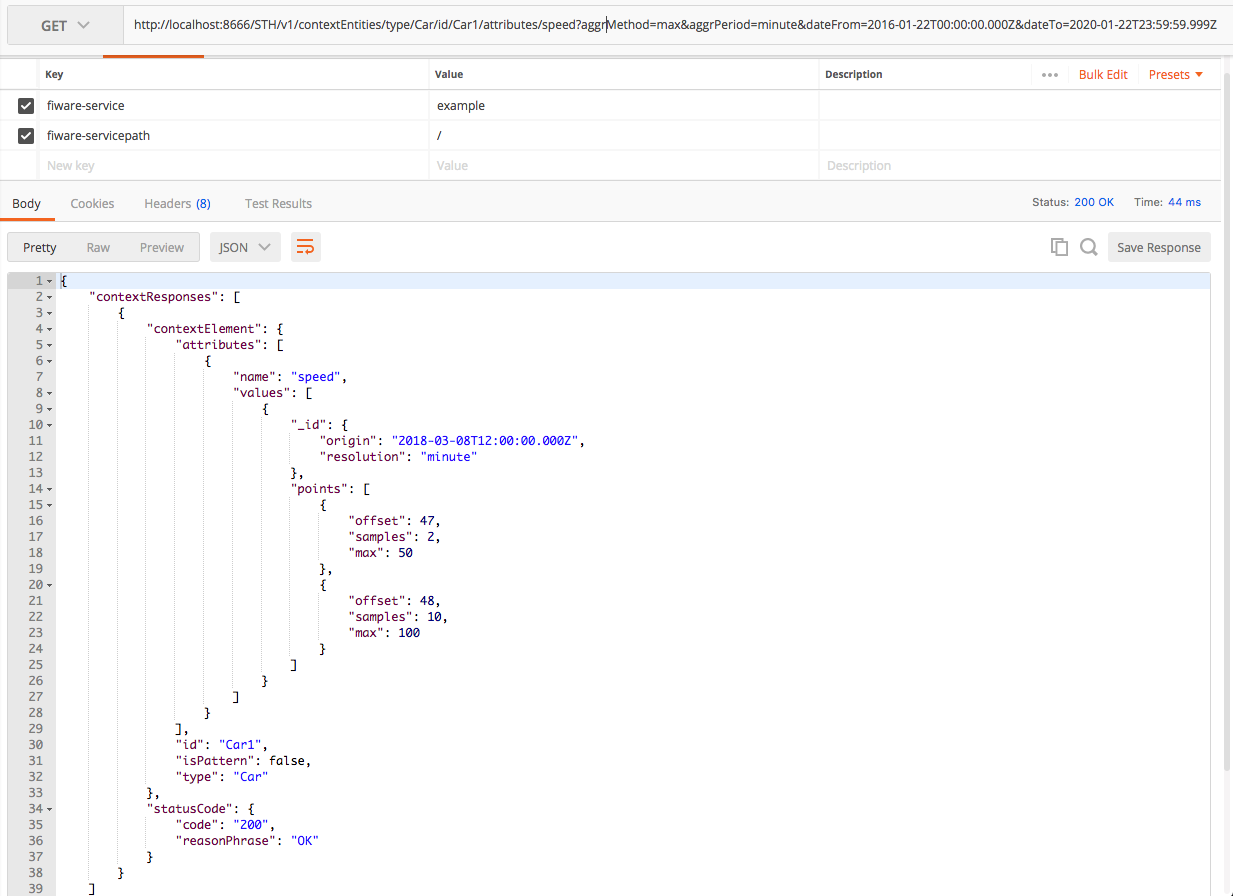 GET http://localhost:8666/STH/v1/contextEntities/type/Car/id/Car1/attributes/speed?aggrMethod=max&aggrPeriod=minute&dateFrom=2016-01-22T00:00:00.000Z&dateTo=2020-01-22T23:59:59.999Z
Key Value Description ••• Bulk Edit Presets
fiware-service example
fiware-servicepath /
New key Value Description
Body Cookies Headers (8) Test Results Status: 200 OK Time: 44 ms
Pretty Raw Preview JSON Save Response
1 {
2 "contextResponses": [
3 {
4 "contextElement": {
5 "attributes": [
6 {
7 "name": "speed",
8 "values": [
9 {
10 "_id": {
11 "origin": "2018-03-08T12:00:00.000Z",
12 "resolution": "minute"
13 },
14 "points": [
15 {
16 "offset": 47,
17 "samples": 2,
18 "max": 50
19 },
20 {
21 "offset": 48,
22 "samples": 10,
23 "max": 100
24 }
25 ]
26 }
27 ]
28 }
29 ],
30 "id": "Car1",
31 "isPattern": false,
32 "type": "Car"
33 },
34 "statusCode": {
35 "code": "200",
36 "reasonPhrase": "OK"
37 }
38 }
39 ]